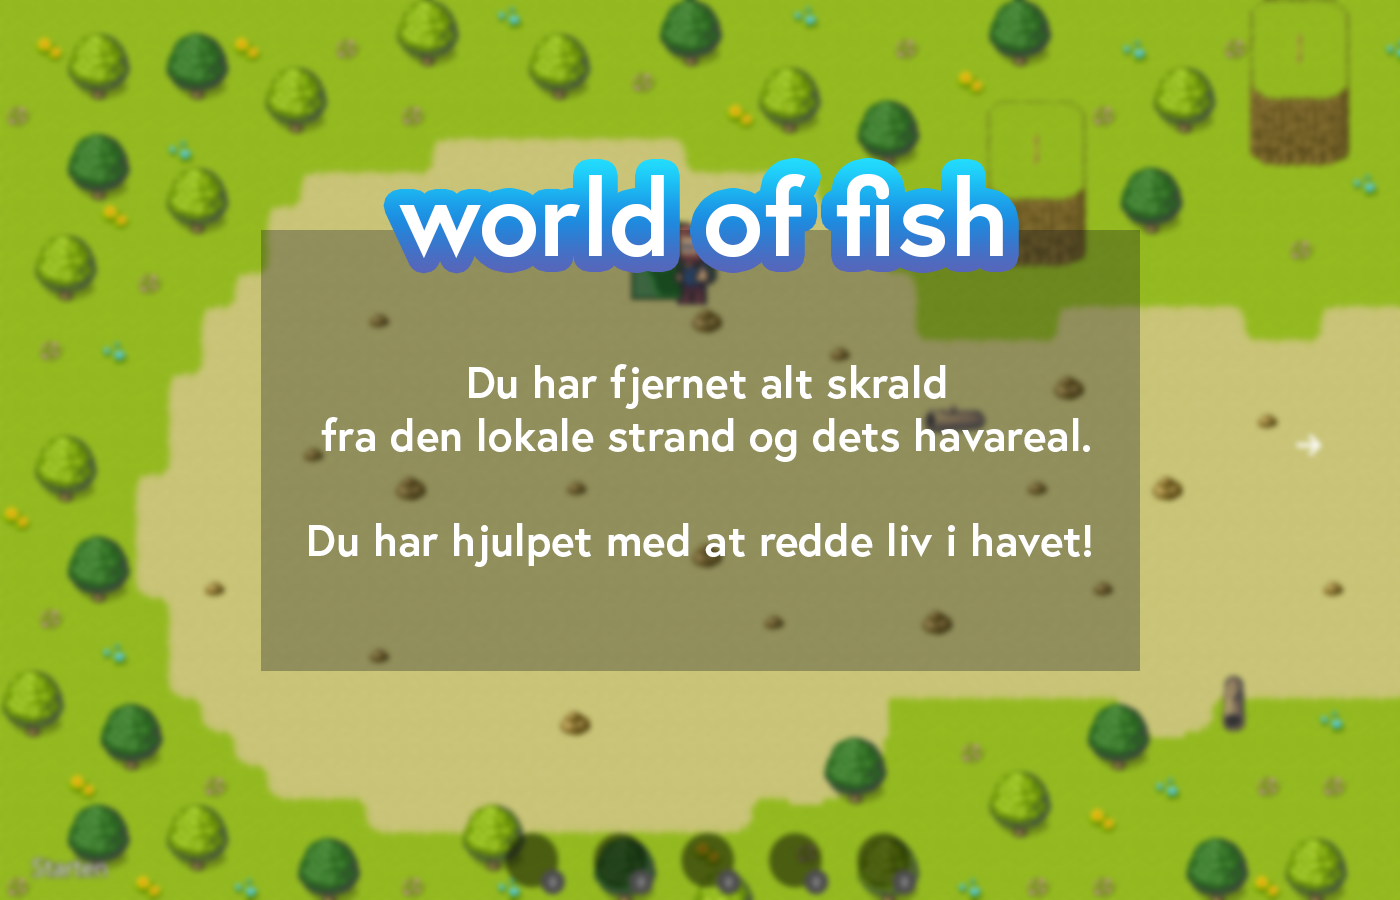 world of fish
Du har fjernet alt skrald
fra den lokale strand og dets havareal.
Du har hjulpet med at redde liv i havet!
Starten